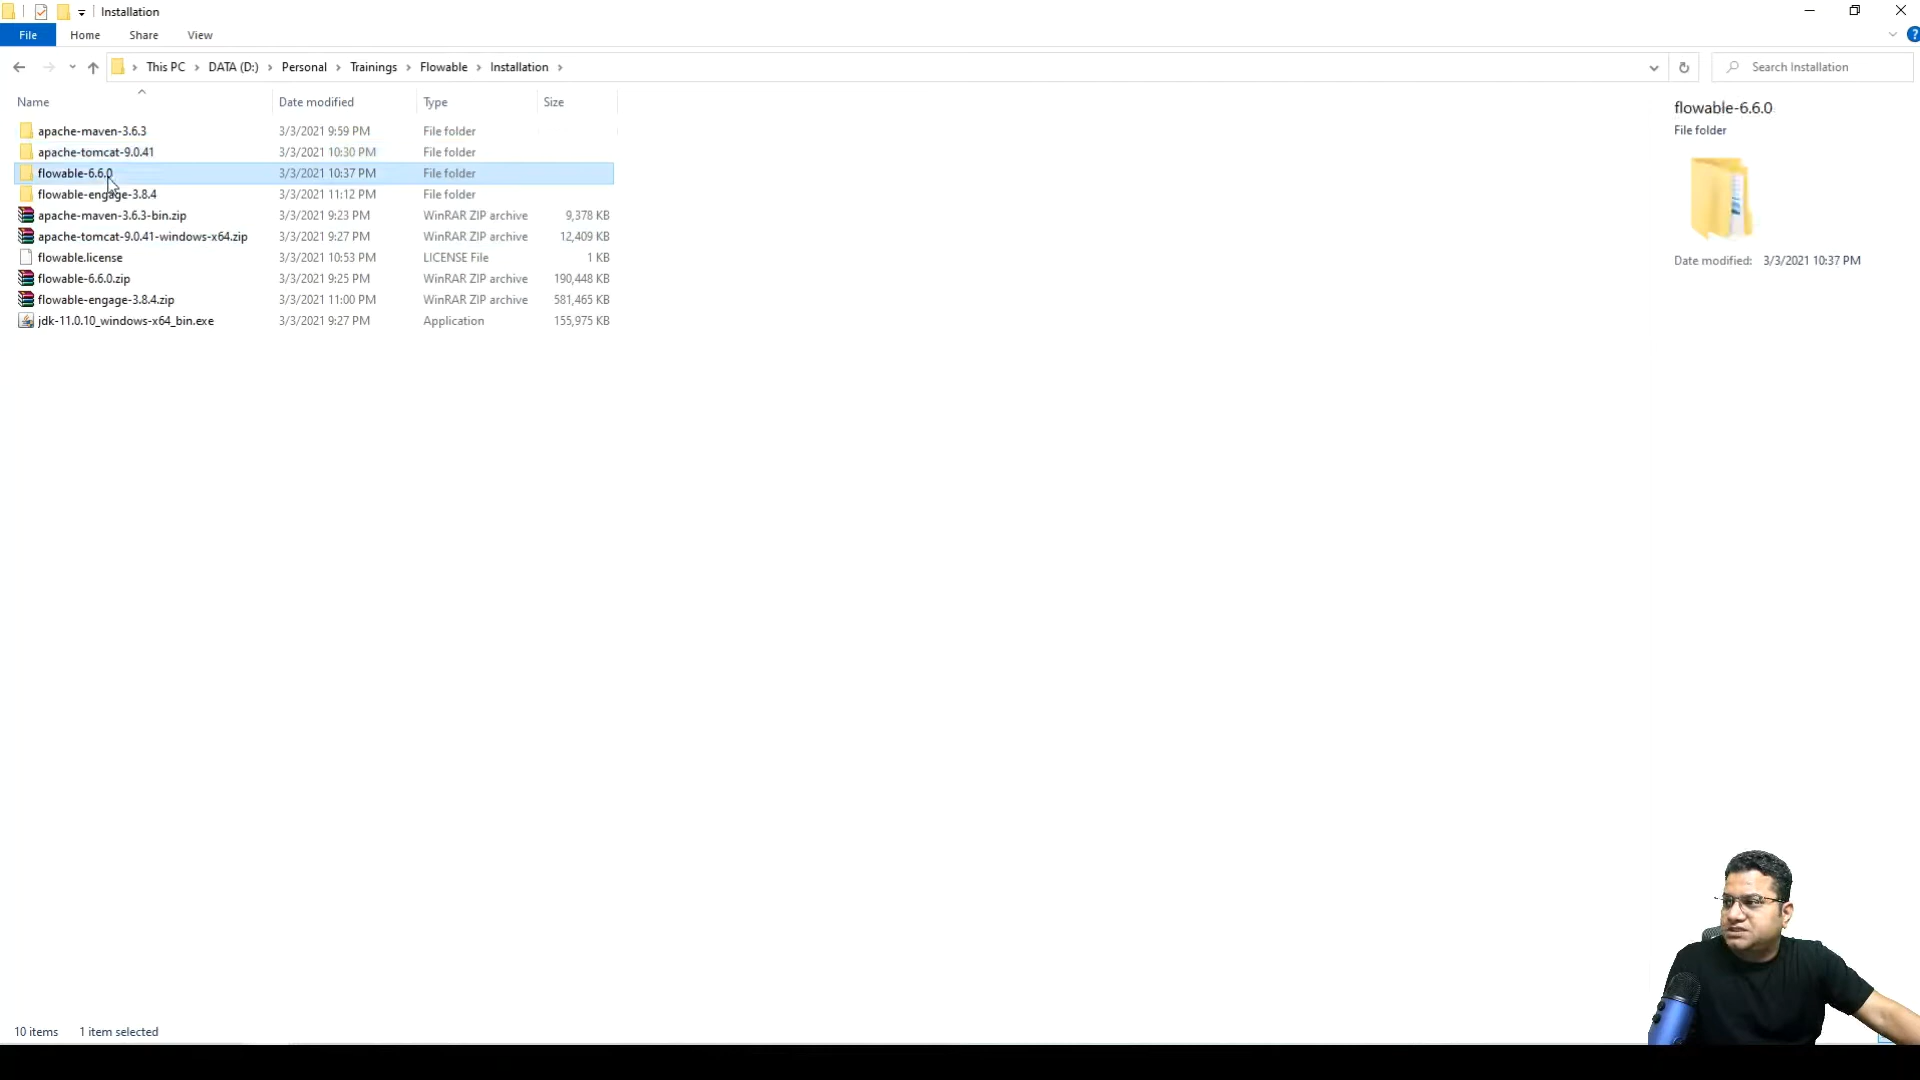 Installation
File Home Share View
This PC DATA (D:) Personal Trainings Flowable Installation
Search Installation
Name Date modified Type Size
apache-maven-3.6.3 3/3/2021 9:59 PM File folder
apache-tomcat-9.0.41 3/3/2021 10:30 PM File folder
flowable-6.6.0 3/3/2021 10:37 PM File folder
flowable-engage-3.8.4 3/3/2021 11:12 PM File folder
apache-maven-3.6.3-bin.zip 3/3/2021 9:23 PM WinRAR ZIP archive 9,378 KB
apache-tomcat-9.0.41-windows-x64.zip 3/3/2021 9:27 PM WinRAR ZIP archive 12,409 KB
flowable.license 3/3/2021 10:53 PM LICENSE File 1 KB
flowable-6.6.0.zip 3/3/2021 9:25 PM WinRAR ZIP archive 190,448 KB
flowable-engage-3.8.4.zip 3/3/2021 11:00 PM WinRAR ZIP archive 581,465 KB
jdk-11.0.10_windows-x64_bin.exe 3/3/2021 9:27 PM Application 155,975 KB
flowable-6.6.0
File folder
Date modified: 3/3/2021 10:37 PM
10 items 1 item selected